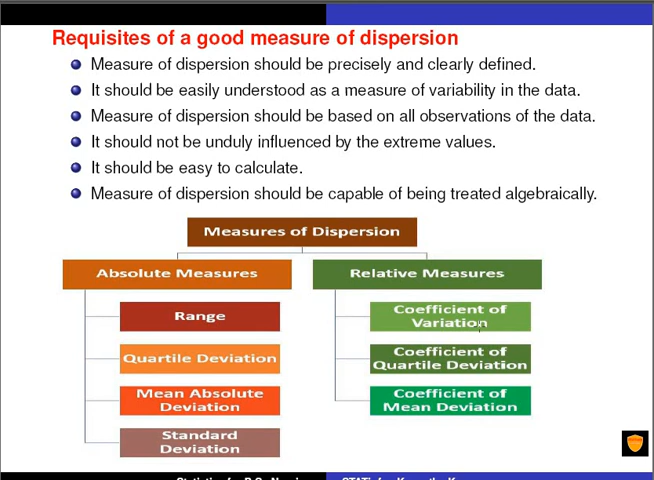 Requisites of a good measure of dispersion
Measure of dispersion should be precisely and clearly defined.
It should be easily understood as a measure of variability in the data.
Measure of dispersion should be based on all observations of the data.
It should not be unduly influenced by the extreme values.
It should be easy to calculate.
Measure of dispersion should be capable of being treated algebraically.
Measures of Dispersion
Absolute Measures
Range
Quartile Deviation
Mean Absolute
Deviation
Standard
Deviation
Relative Measures
Coefficient of
Variation
Coefficient of
Quartile Deviation
Coefficient of
Mean Deviation